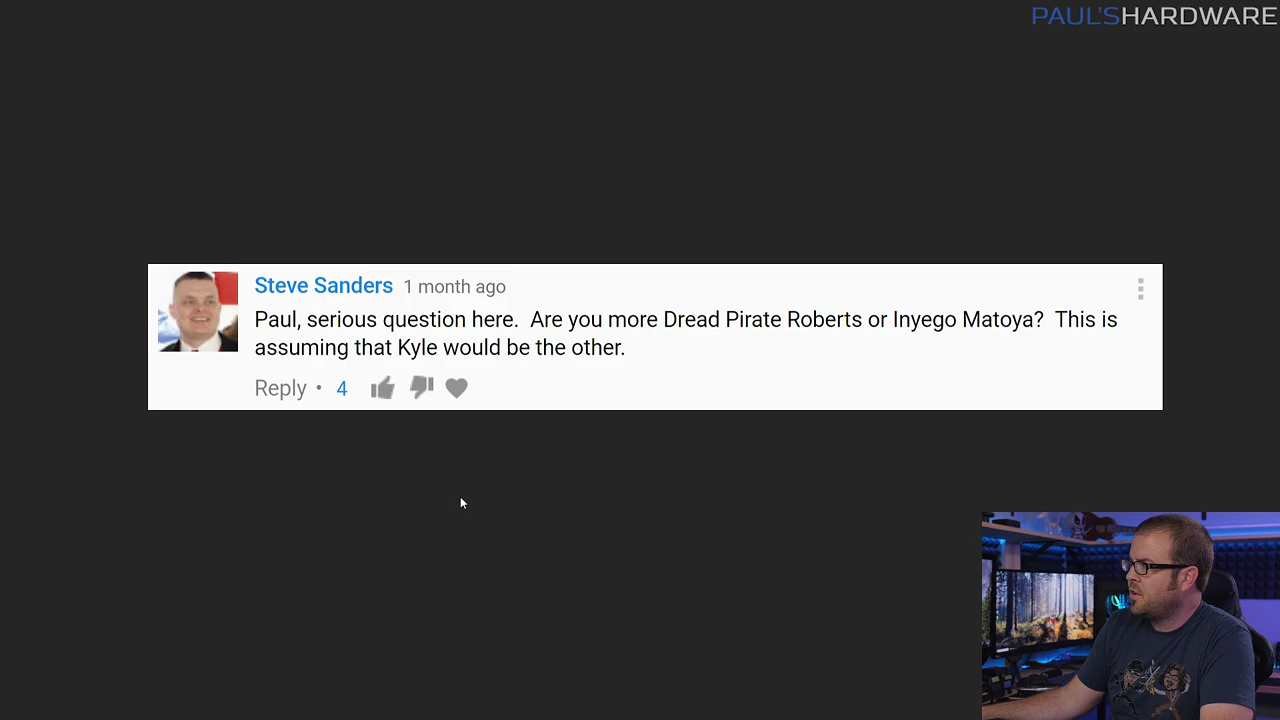 PAUL'SHARDWARE
Steve Sanders 1 month ago
Paul, serious question here. Are you more Dread Pirate Roberts or Inyego Matoya? This is
assuming that Kyle would be the other.
Reply • 4